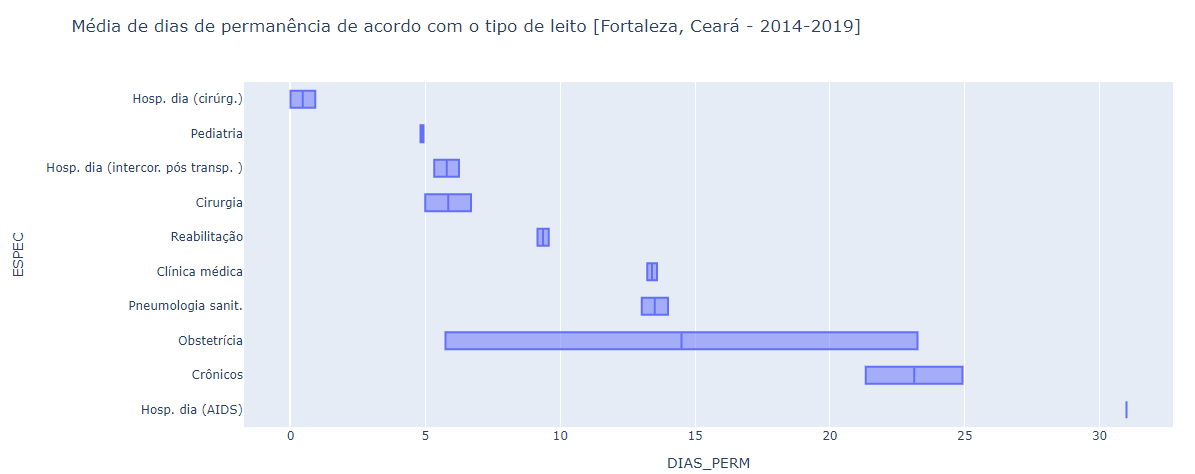 Média de dias de permanência de acordo com o tipo de leito [Fortaleza, Ceará - 2014-2019]
Hosp. dia (cirúrg.)
Pediatria
Hosp. dia (intercor. pós transp. )
Cirurgia
Reabilitação
Clínica médica
Pneumologia sanit.
Obstetrícia
Crônicos
Hosp. dia (AIDS)
ESPEC
0 5 10 15 20 25 30
DIAS_PERM